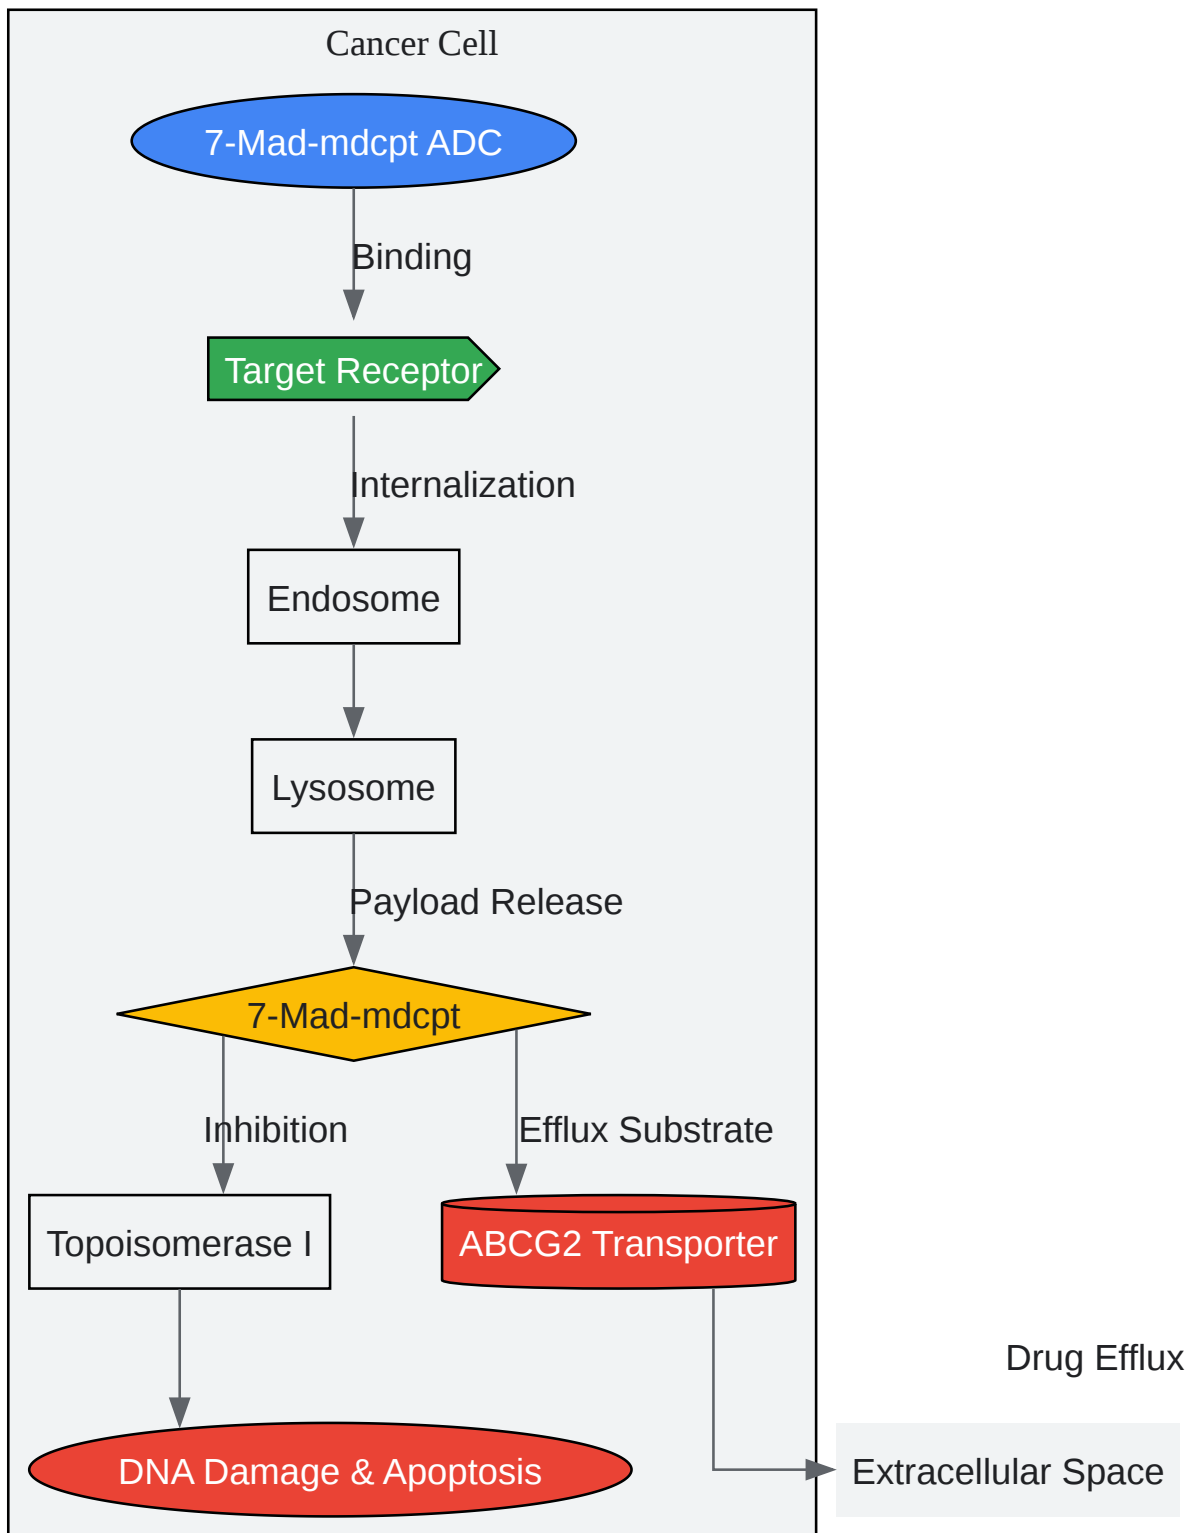 Cancer Cell
7-Mad-mdcpt ADC
Binding
Target Receptor
Internalization
Endosome
Lysosome
Payload Release
7-Mad-mdcpt
Inhibition
Efflux Substrate
Topoisomerase I
ABCG2 Transporter
Drug Efflux
DNA Damage & Apoptosis
Extracellular Space